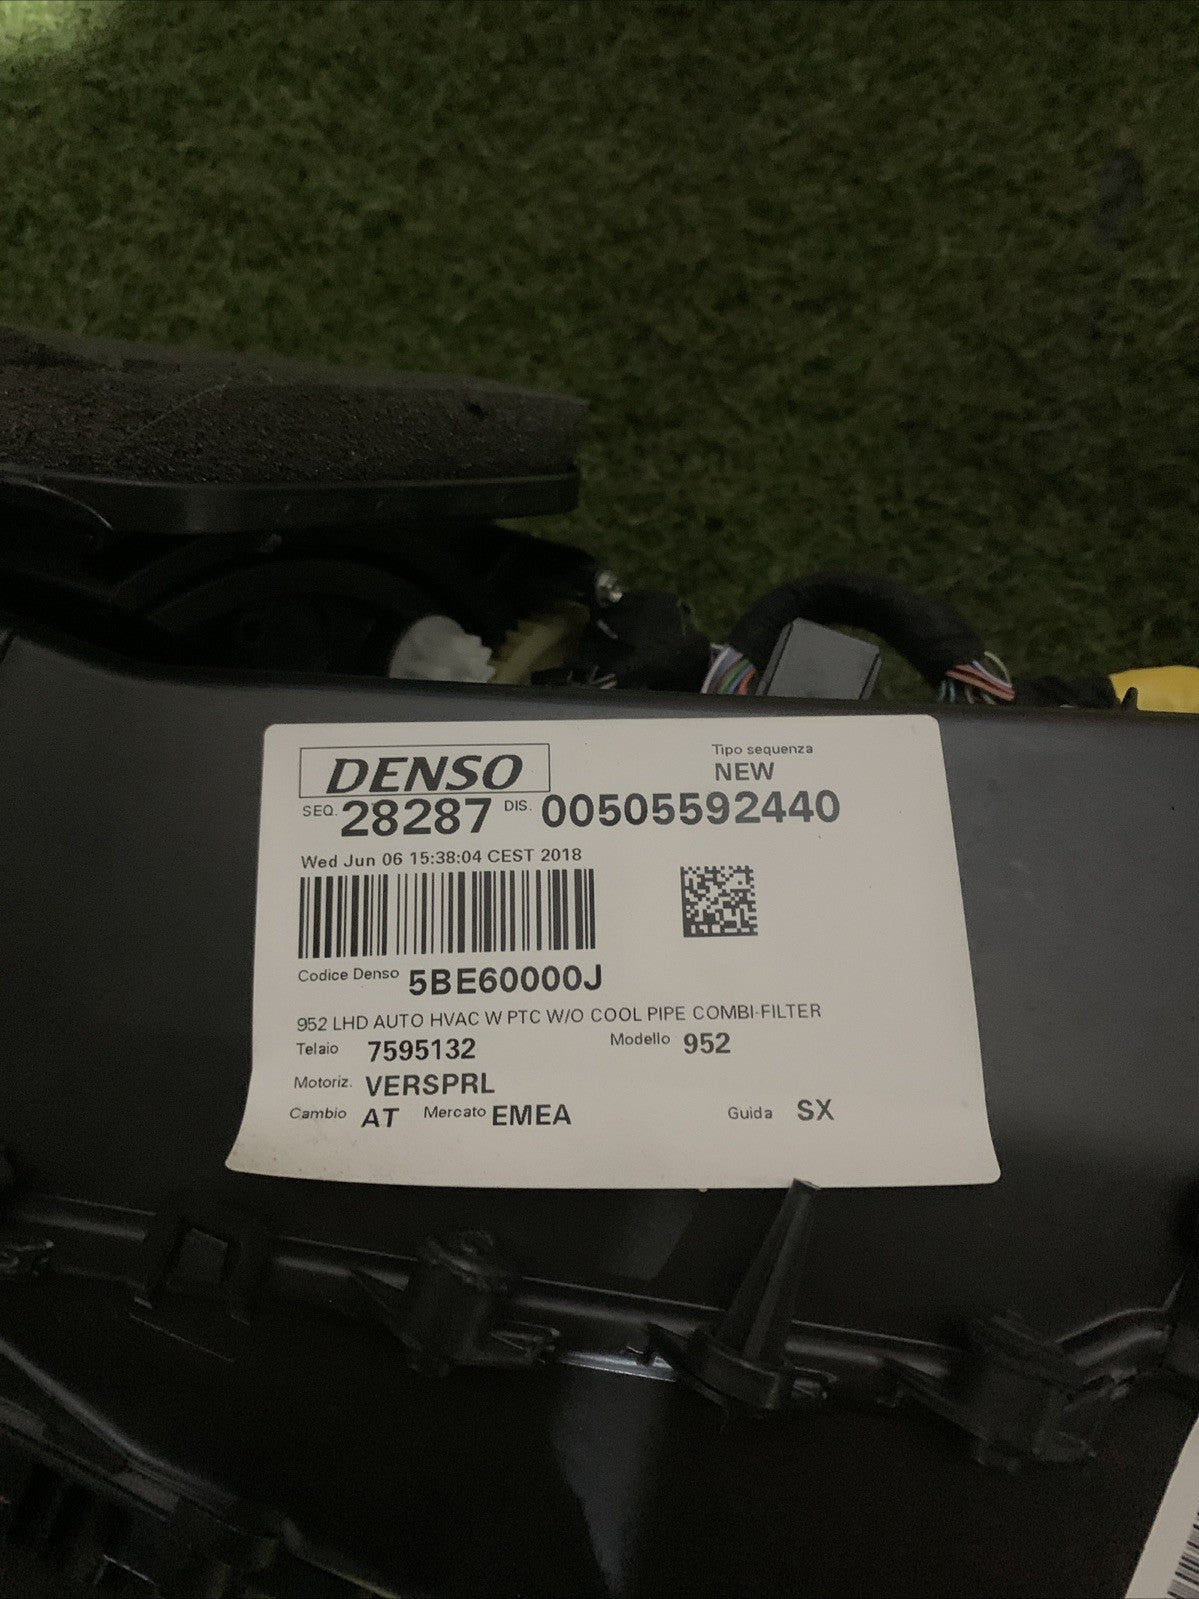 DENSO
Tipo sequenza
NEW
SEQ. 28287 DIS. 00505592440
Wed Jun 06 15:38:04 CEST 2018
Codice Denso 5BE60000J
952 LHD AUTO HVAC W PTC W/O COOL PIPE COMBI-FILTER
Telaio 7595132 Modello 952
Motoriz. VERSPRL
Cambio AT Mercato EMEA Guida SX